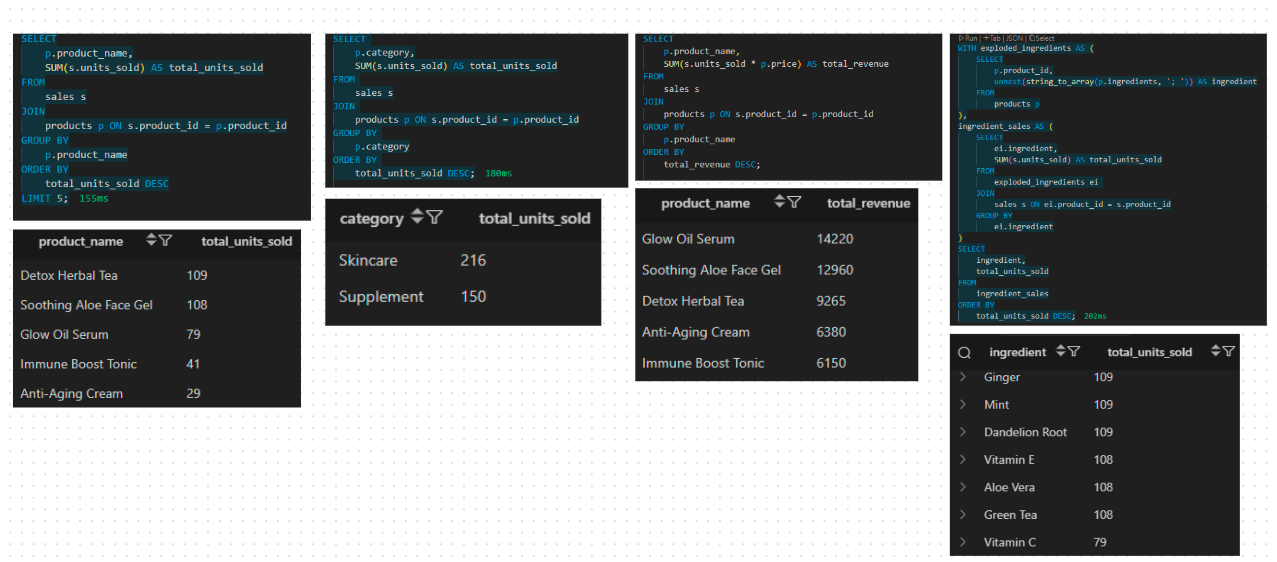 SELECT
p.product_name,
SUM(s.units_sold) AS total_units_sold
FROM
sales s
JOIN
products p ON s.product_id = p.product_id
GROUP BY
p.product_name
ORDER BY
total_units_sold DESC
LIMIT 5; 155ms
product_name total_units_sold
Detox Herbal Tea 109
Soothing Aloe Face Gel 108
Glow Oil Serum 79
Immune Boost Tonic 41
Anti-Aging Cream 29
SELECT
p.category,
SUM(s.units_sold) AS total_units_sold
FROM
sales s
JOIN
products p ON s.product_id = p.product_id
GROUP BY
p.category
ORDER BY
total_units_sold DESC; 180ms
category total_units_sold
Skincare 216
Supplement 150
SELECT
p.product_name,
SUM(s.units_sold * p.price) AS total_revenue
FROM
sales s
JOIN
products p ON s.product_id = p.product_id
GROUP BY
p.product_name
ORDER BY
total_revenue DESC;
product_name total_revenue
Glow Oil Serum 14220
Soothing Aloe Face Gel 12960
Detox Herbal Tea 9265
Anti-Aging Cream 6380
Immune Boost Tonic 6150
Run | +Tab | JSON | Select
WITH exploded_ingredients AS (
SELECT
p.product_id,
unnest(string_to_array(p.ingredients, '; ')) AS ingredient
FROM
products p
),
ingredient_sales AS (
SELECT
ei.ingredient,
SUM(s.units_sold) AS total_units_sold
FROM
exploded_ingredients ei
JOIN
sales s ON ei.product_id = s.product_id
GROUP BY
ei.ingredient
)
SELECT
ingredient,
total_units_sold
FROM
ingredient_sales
ORDER BY
total_units_sold DESC; 202ms
ingredient total_units_sold
Ginger 109
Mint 109
Dandelion Root 109
Vitamin E 108
Aloe Vera 108
Green Tea 108
Vitamin C 79